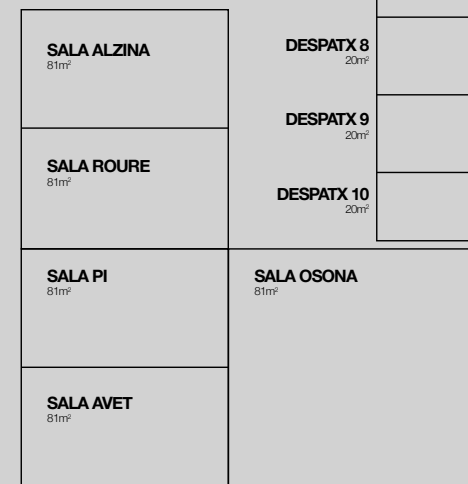 SALA ALZINA
81m²
SALA ROURE
81m²
SALA PI
81m²
SALA AVET
81m²
DESPATX 8
20m²
DESPATX 9
20m²
DESPATX 10
20m²
SALA OSONA
81m²